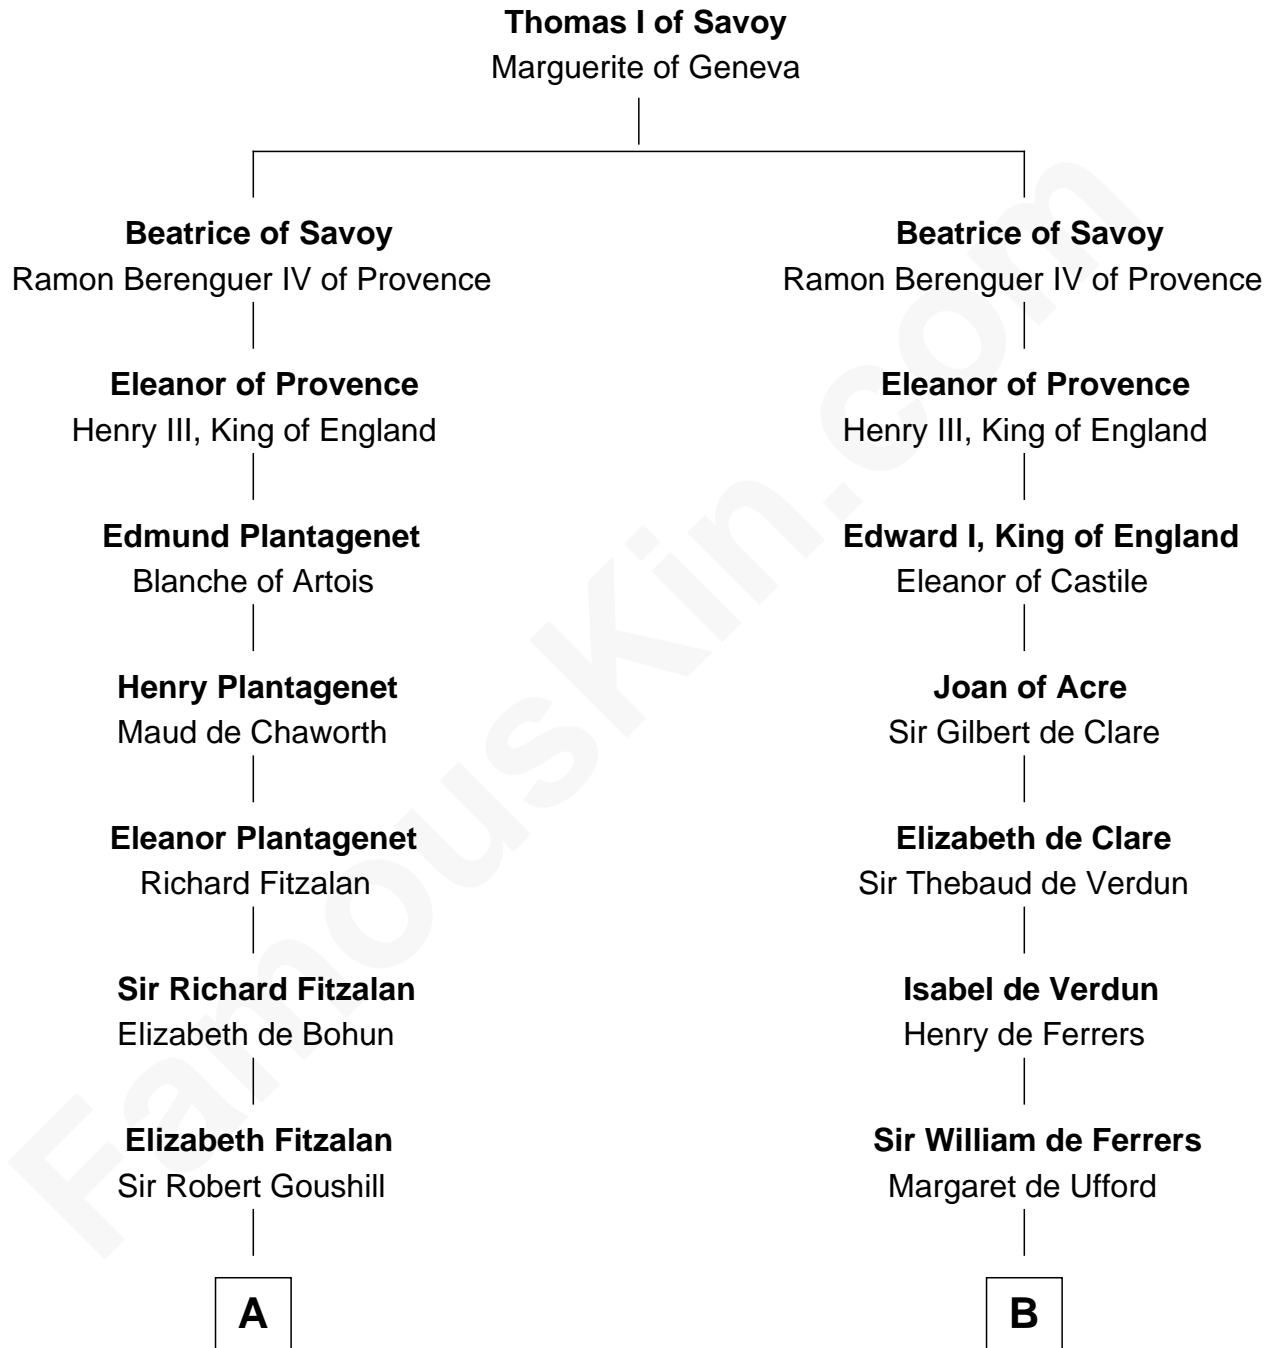 Thomas I of Savoy
Marguerite of Geneva
Beatrice of Savoy
Ramon Berenguer IV of Provence
Eleanor of Provence
Henry III, King of England
Edmund Plantagenet
Blanche of Artois
Henry Plantagenet
Maud de Chaworth
Eleanor Plantagenet
Richard Fitzalan
Sir Richard Fitzalan
Elizabeth de Bohun
Elizabeth Fitzalan
Sir Robert Goushill
A
Beatrice of Savoy
Ramon Berenguer IV of Provence
Eleanor of Provence
Henry III, King of England
Edward I, King of England
Eleanor of Castile
Joan of Acre
Sir Gilbert de Clare
Elizabeth de Clare
Sir Thebaud de Verdun
Isabel de Verdun
Henry de Ferrers
Sir William de Ferrers
Margaret de Ufford
B
FamousKin.com